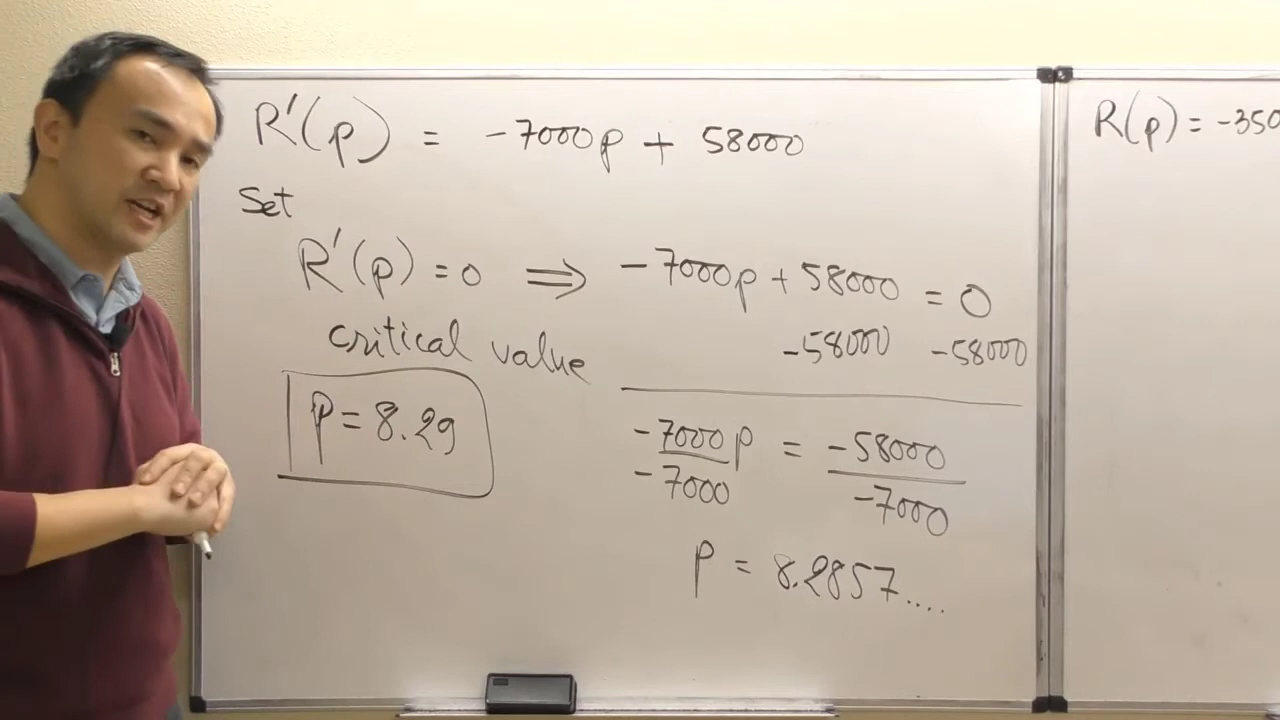 R'(p) = -7000p + 58000
Set
R'(p) = 0 ⇒ -7000p + 58000 = 0
-58000 -58000
critical value
P = 8.29
-7000p = -58000
-7000 -7000
P = 8.2857....
R(p) = -350